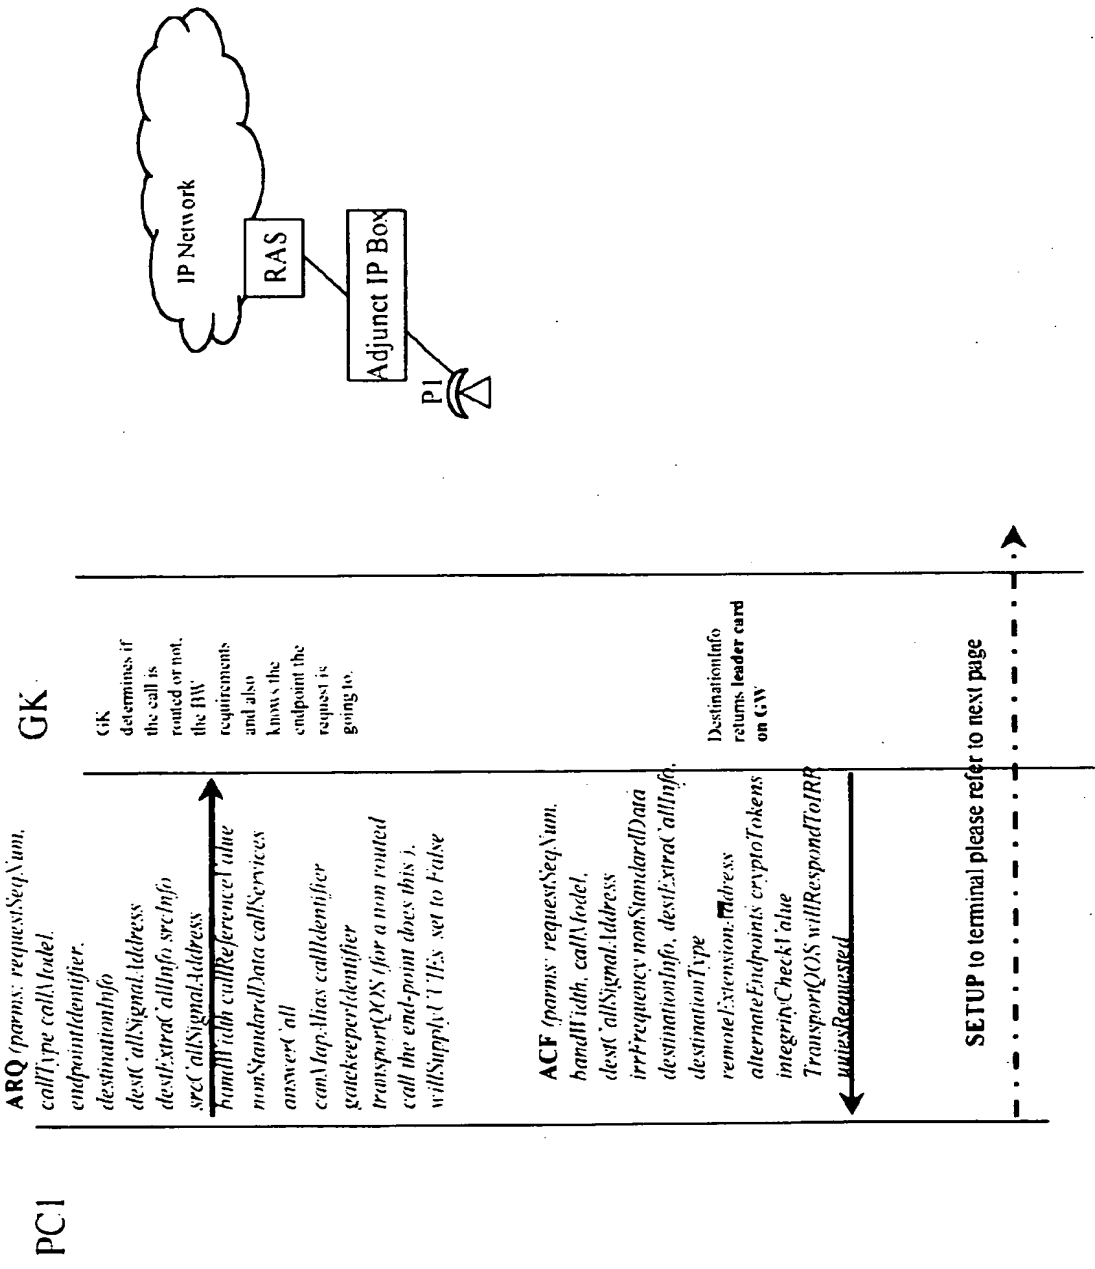 PC1
GK
ARQ (parms: requestSeqNum,
callType callModel,
endpointIdentifier,
destinationInfo
destCallSignalAddress
destExtraCallInfo srcInfo
srcCallSignalAddress
bandWidth callReferenceValue
nonStandardData callServices
answerCall
canMapAlias callIdentifier
gatekeeperIdentifier
transportQOS (for a non routed
call the end-point does this ).
willSupplyUUIEs set to False
GK
determines if
the call is
routed or not,
the BW
requirements
and also
knows the
endpoint the
request is
going to.
ACF (parms: requestSeqNum,
bandWidth, callModel,
destCallSignalAddress
irrFrequency nonStandardData
destinationInfo, destExtraCallInfo,
destinationType
remoteExtensionAddress
alternateEndpoints cryptoTokens
integrityCheckValue
TransportQOS willRespondToIRR
uuiesRequested
DestinationInfo
returns leader card
on GW
SETUP to terminal please refer to next page
IP Network
RAS
Adjunct IP Box
P1